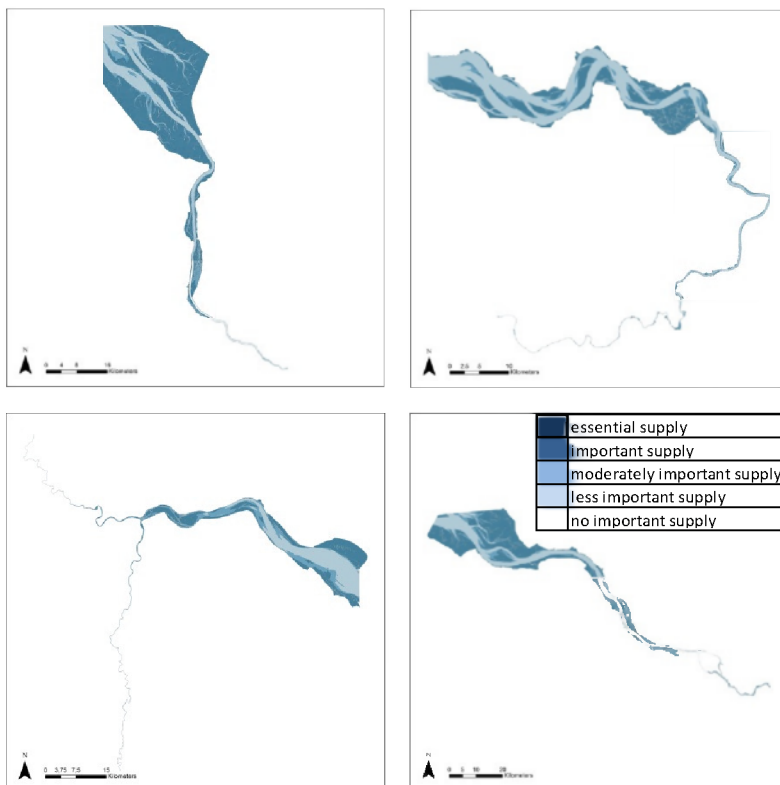 N
0 4 8 16
Kilometers
N
0 2.5 5 10
Kilometers
essential supply
important supply
moderately important supply
less important supply
no important supply
N
0 3.75 7.5 15
Kilometers
N
0 5 10 20
Kilometers